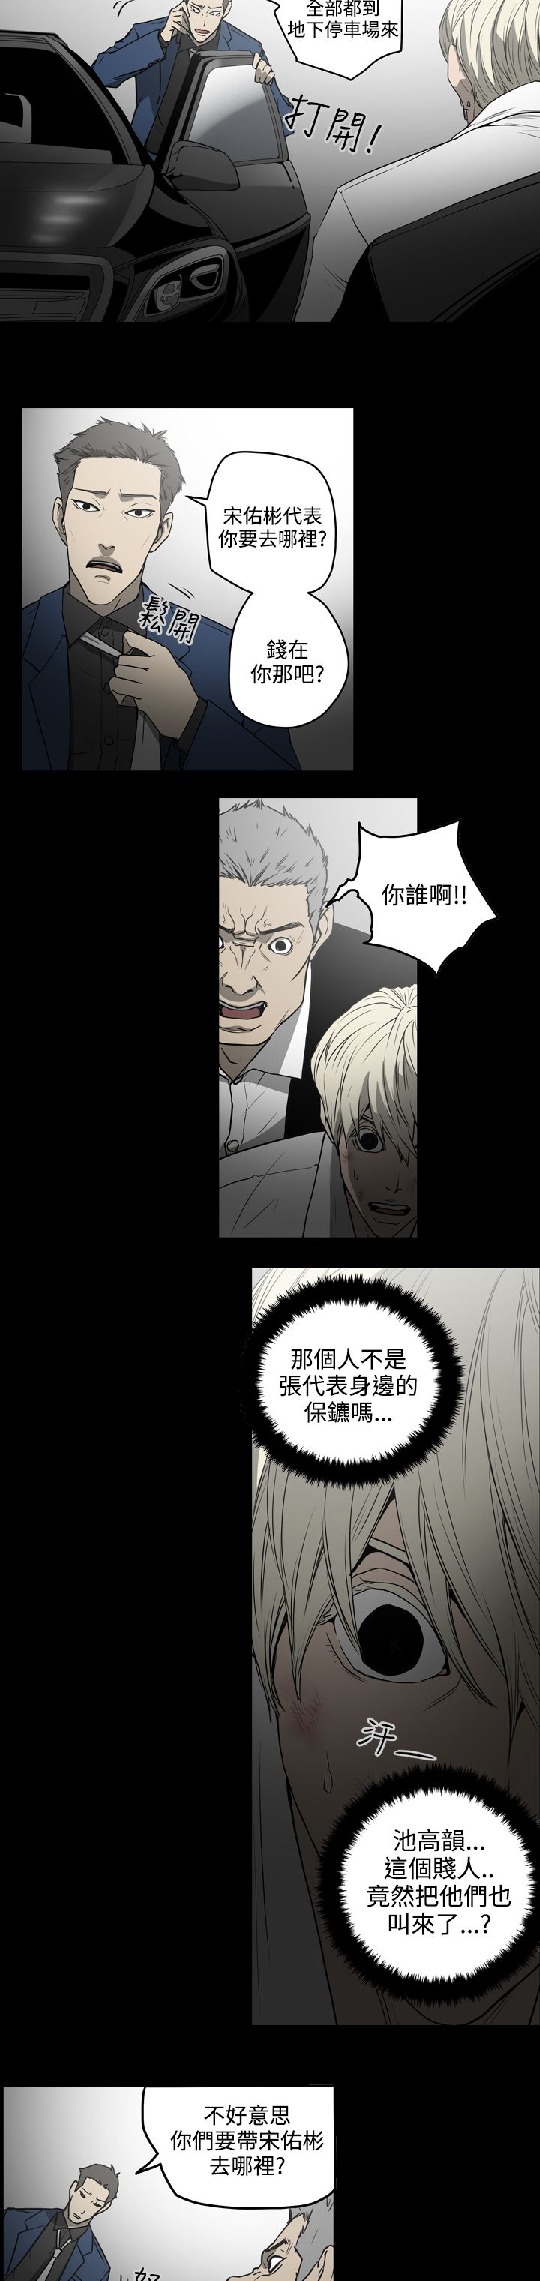 全部都到
地下停車場來
打開!
宋佑彬代表
你要去哪裡?
鬆開
錢在
你那吧?
你誰啊!!
那個人不是
張代表身邊的
保鑣嗎...
汗
池高韻...
這個賤人..
竟然把他們也
叫來了...?
不好意思
你們要帶宋佑彬
去哪裡?